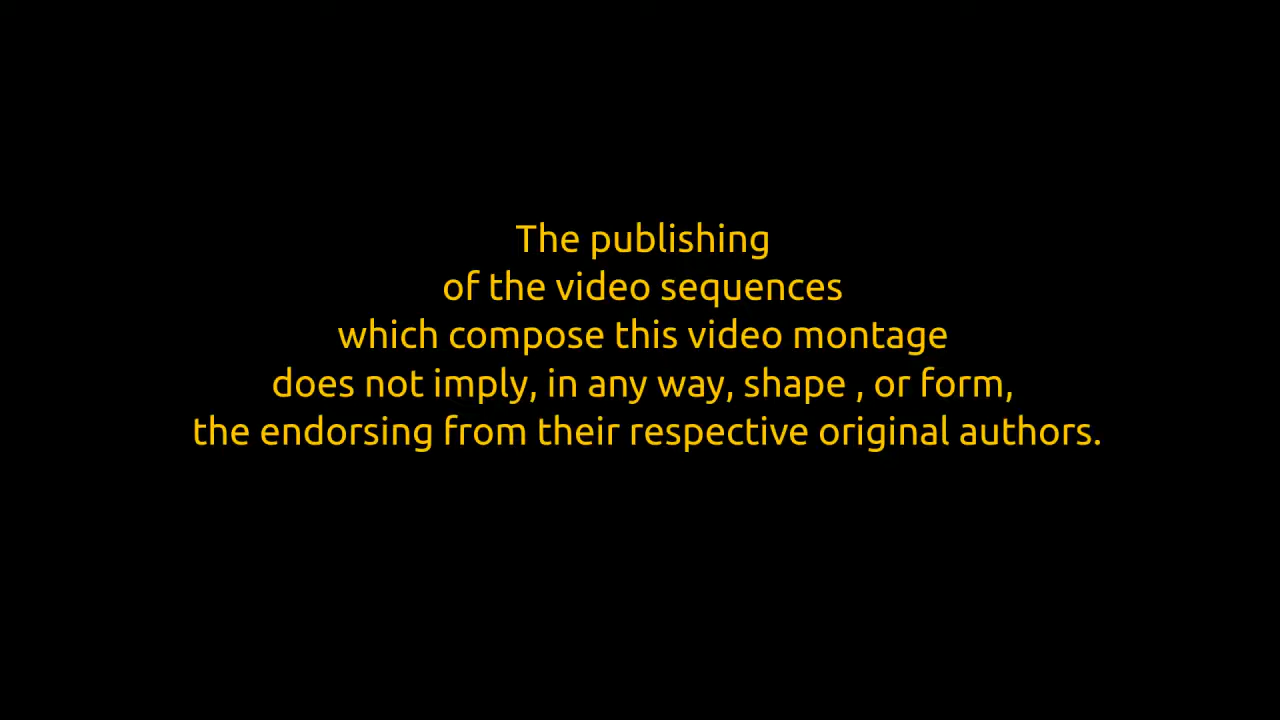 The publishing
of the video sequences
which compose this video montage
does not imply, in any way, shape , or form,
the endorsing from their respective original authors.